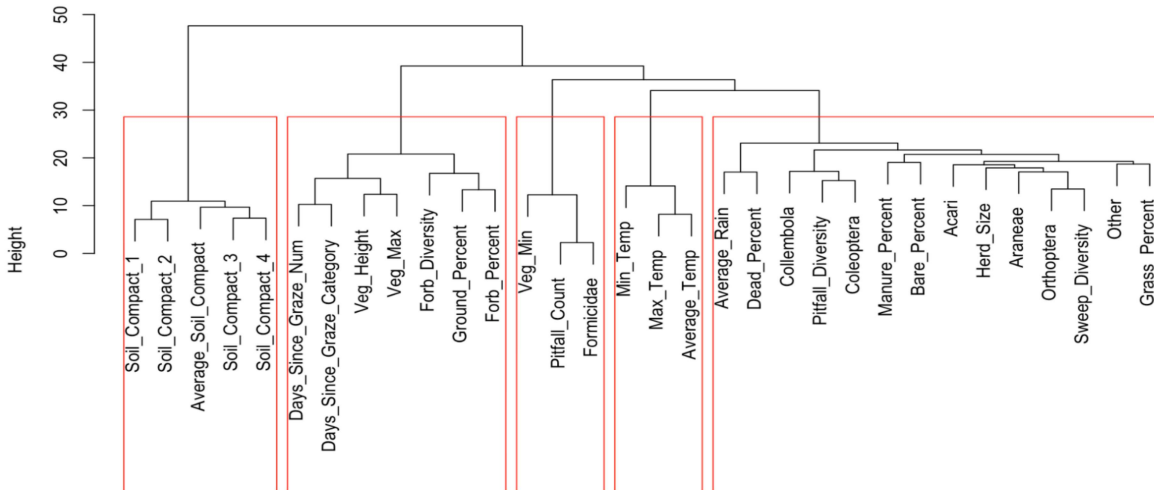 50
40
30
20
10
0
Height
Soil_Compact_1
Soil_Compact_2
Average_Soil_Compact
Soil_Compact_3
Soil_Compact_4
Days_Since_Graze_Num
Days_Since_Graze_Category
Veg_Height
Veg_Max
Forb_Diversity
Ground_Percent
Forb_Percent
Veg_Min
Pitfall_Count
Formicidae
Min_Temp
Max_Temp
Average_Temp
Average_Rain
Dead_Percent
Collembola
Pitfall_Diversity
Coleoptera
Manure_Percent
Bare_Percent
Acari
Herd_Size
Araneae
Orthoptera
Sweep_Diversity
Other
Grass_Percent